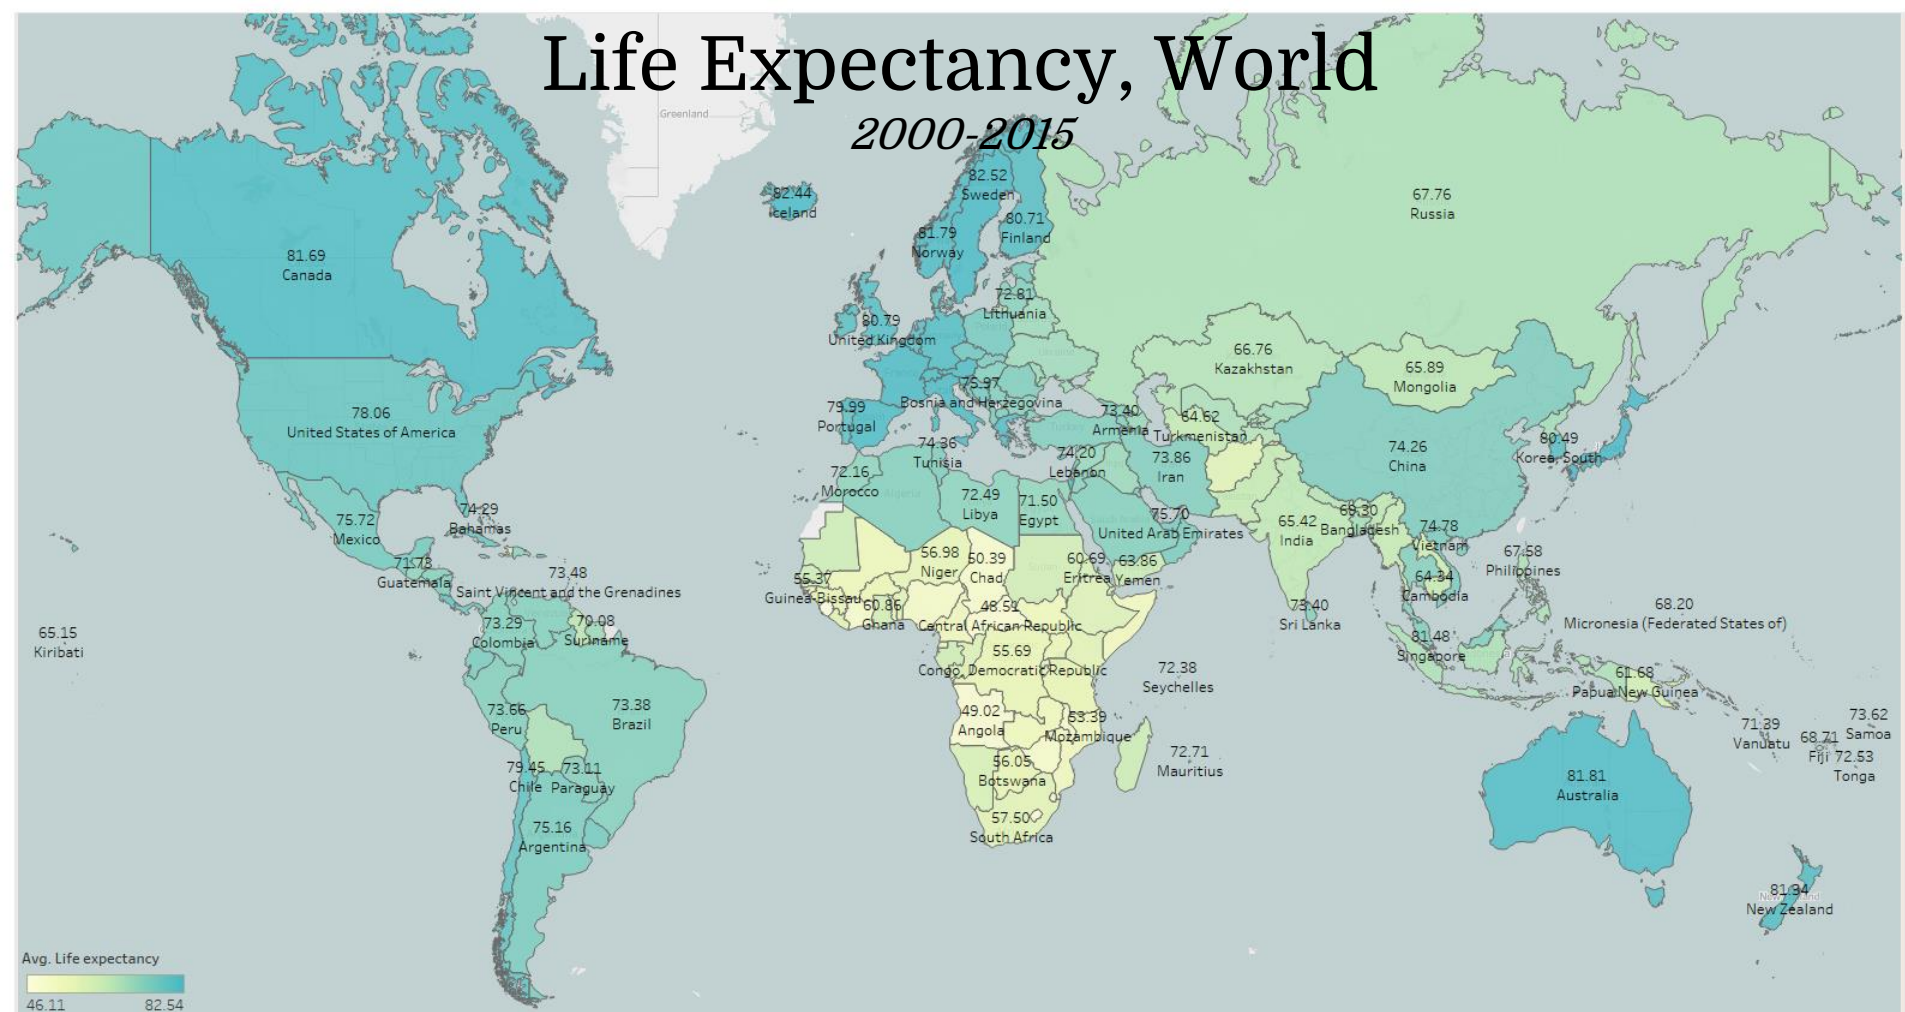 Life Expectancy, World
2000-2015
Greenland
82.52
Sweden
82.44
Iceland
80.71
Finland
81.79
Norway
67.76
Russia
81.69
Canada
72.81
Lithuania
80.79
United Kingdom
66.76
Kazakhstan
65.89
Mongolia
75.97
Bosnia and Herzegovina
78.06
United States of America
79.99
Portugal
73.40
Armenia
64.62
Turkmenistan
74.36
Tunisia
74.20
Lebanon
73.86
Iran
74.26
China
80.49
Korea, South
72.16
Morocco
Algeria
72.49
Libya
71.50
Egypt
75.70
United Arab Emirates
74.29
Bahamas
75.72
Mexico
65.42
India
69.30
Bangladesh
74.78
Vietnam
71.73
Guatemala
73.48
Saint Vincent and the Grenadines
56.98
Niger
50.39
Chad
60.69
Eritrea
63.86
Yemen
67.58
Philippines
55.37
Guinea-Bissau
60.86
Ghana
48.51
Central African Republic
64.34
Cambodia
73.40
Sri Lanka
68.20
Micronesia (Federated States of)
65.15
Kiribati
73.29
Colombia
70.08
Suriname
81.48
Singapore
55.69
Congo, Democratic Republic
72.38
Seychelles
61.68
Papua New Guinea
73.66
Peru
73.38
Brazil
49.02
Angola
53.39
Mozambique
71.39
Vanuatu
73.62
Samoa
68.71
Fiji
72.53
Tonga
79.45
Chile
73.11
Paraguay
56.05
Botswana
72.71
Mauritius
81.81
Australia
75.16
Argentina
57.50
South Africa
81.34
New Zealand
Avg. Life expectancy
46.11 82.54